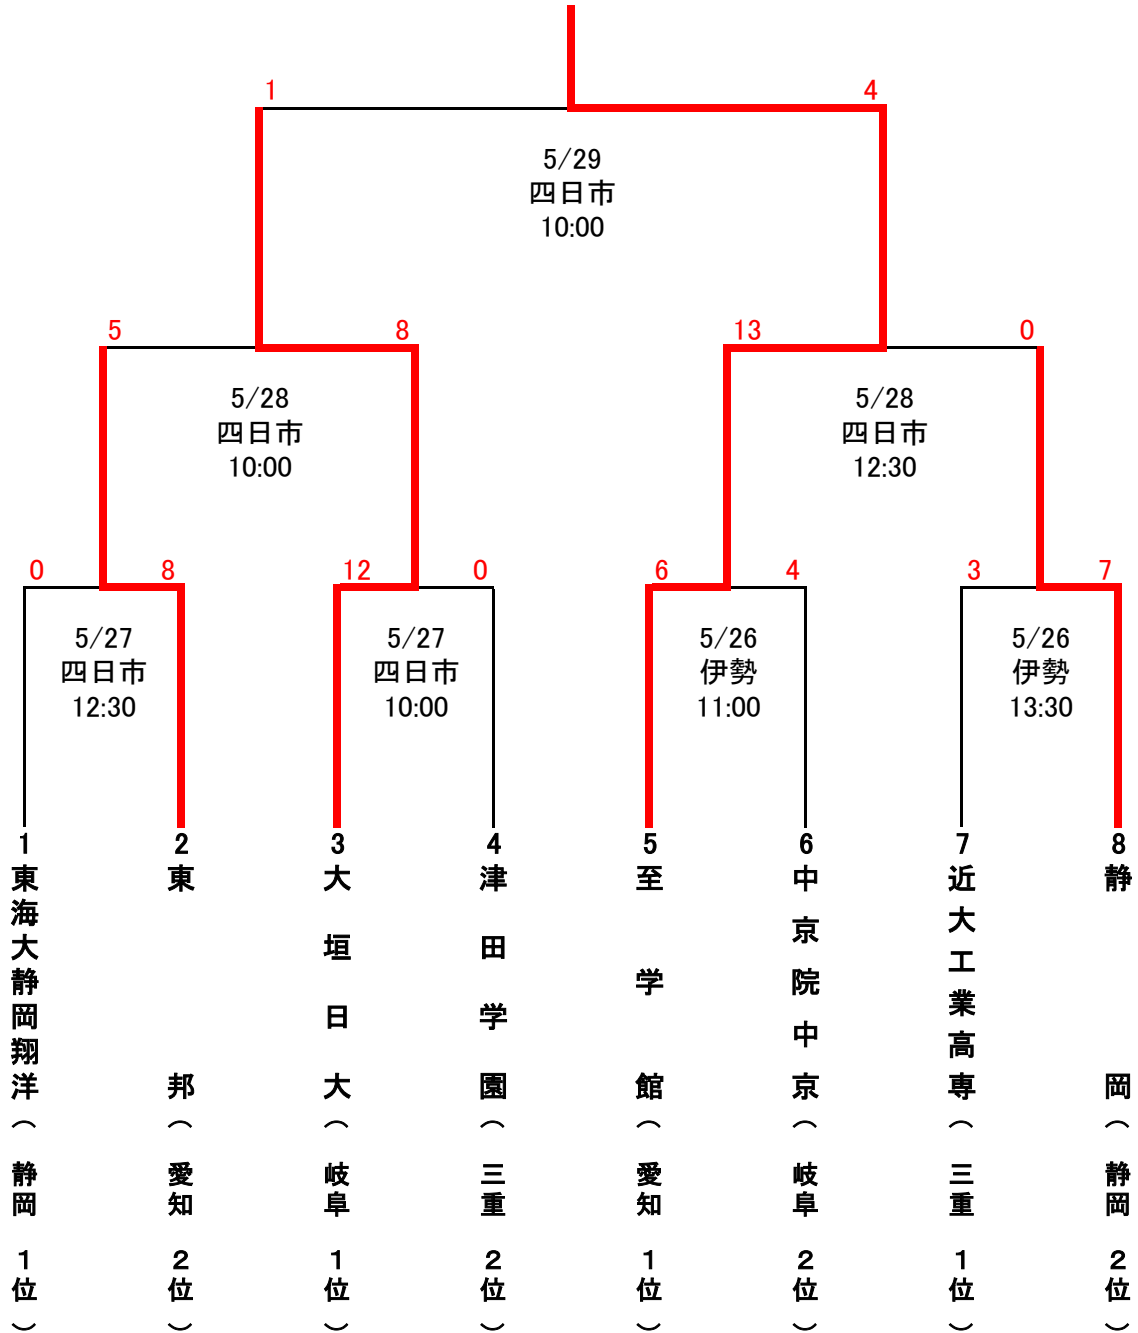 1
4
5/29
四日市
10:00
5
8
13
0
5/28
四日市
10:00
5/28
四日市
12:30
0
8
12
0
6
4
3
7
5/27
四日市
12:30
5/27
四日市
10:00
5/26
伊勢
11:00
5/26
伊勢
13:30
1
東海大静岡翔洋（静岡1位）
2
東邦（愛知2位）
3
大垣日大（岐阜1位）
4
津田学園（三重2位）
5
至学館（愛知1位）
6
中京院中京（岐阜2位）
7
近大工業高専（三重1位）
8
静岡（静岡2位）